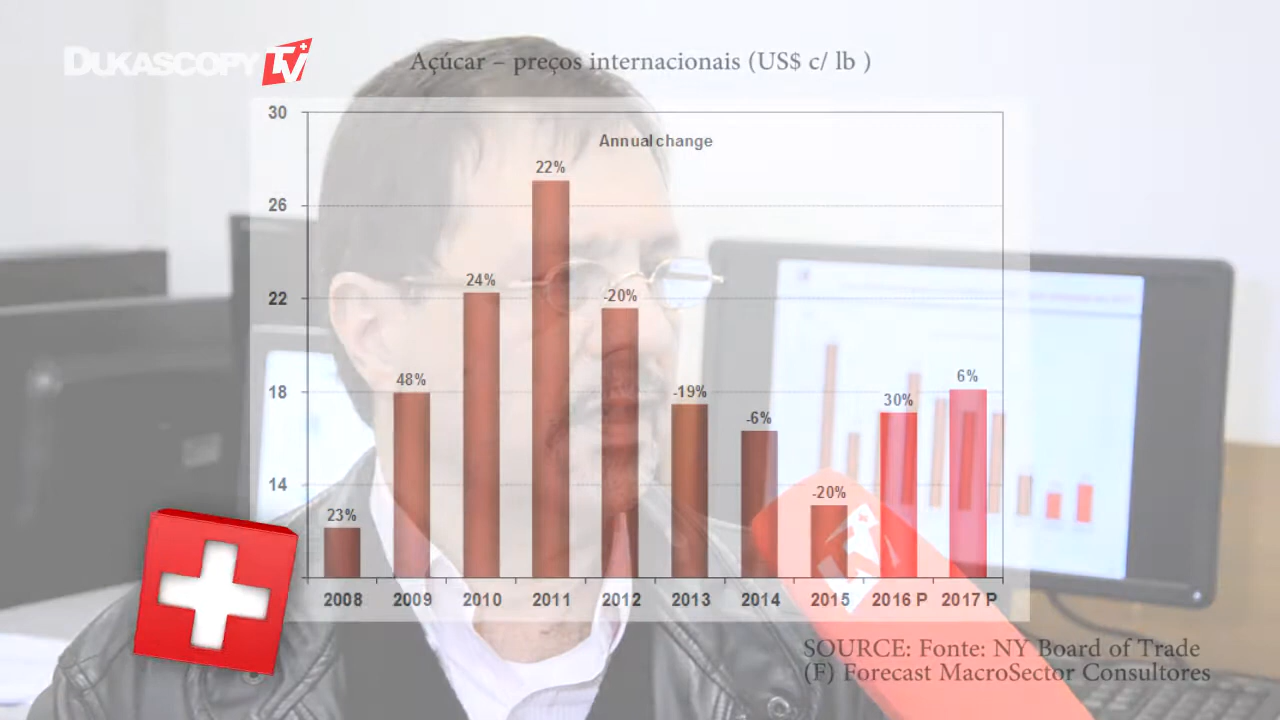 DUKASCOPY TV
Açúcar – preços internacionais (US$ c/ lb )
30
Annual change
22%
26
24%
-20%
22
48%
-19%
-6%
30%
6%
18
14
23%
-20%
2008 2009 2010 2011 2012 2013 2014 2015 2016 P 2017 P
TV
SOURCE: Fonte: NY Board of Trade
(F) Forecast MacroSector Consultores